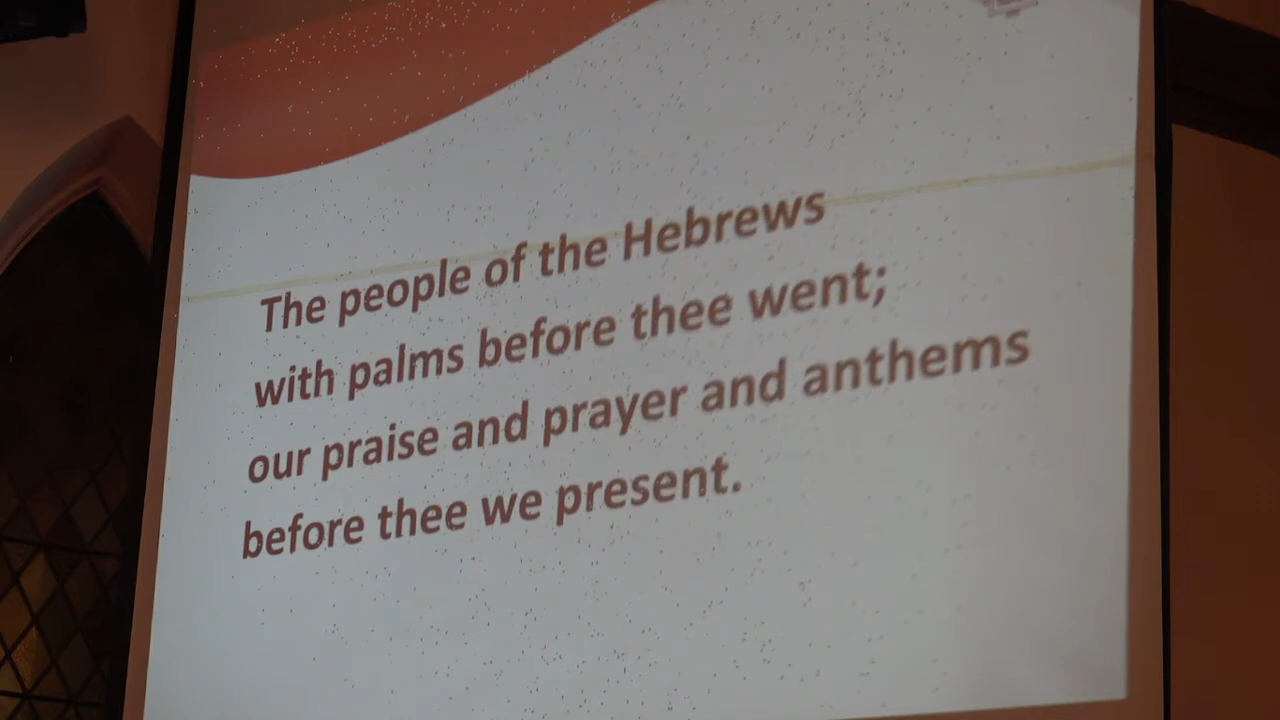 The people of the Hebrews
with palms before thee went;
our praise and prayer and anthems
before thee we present.